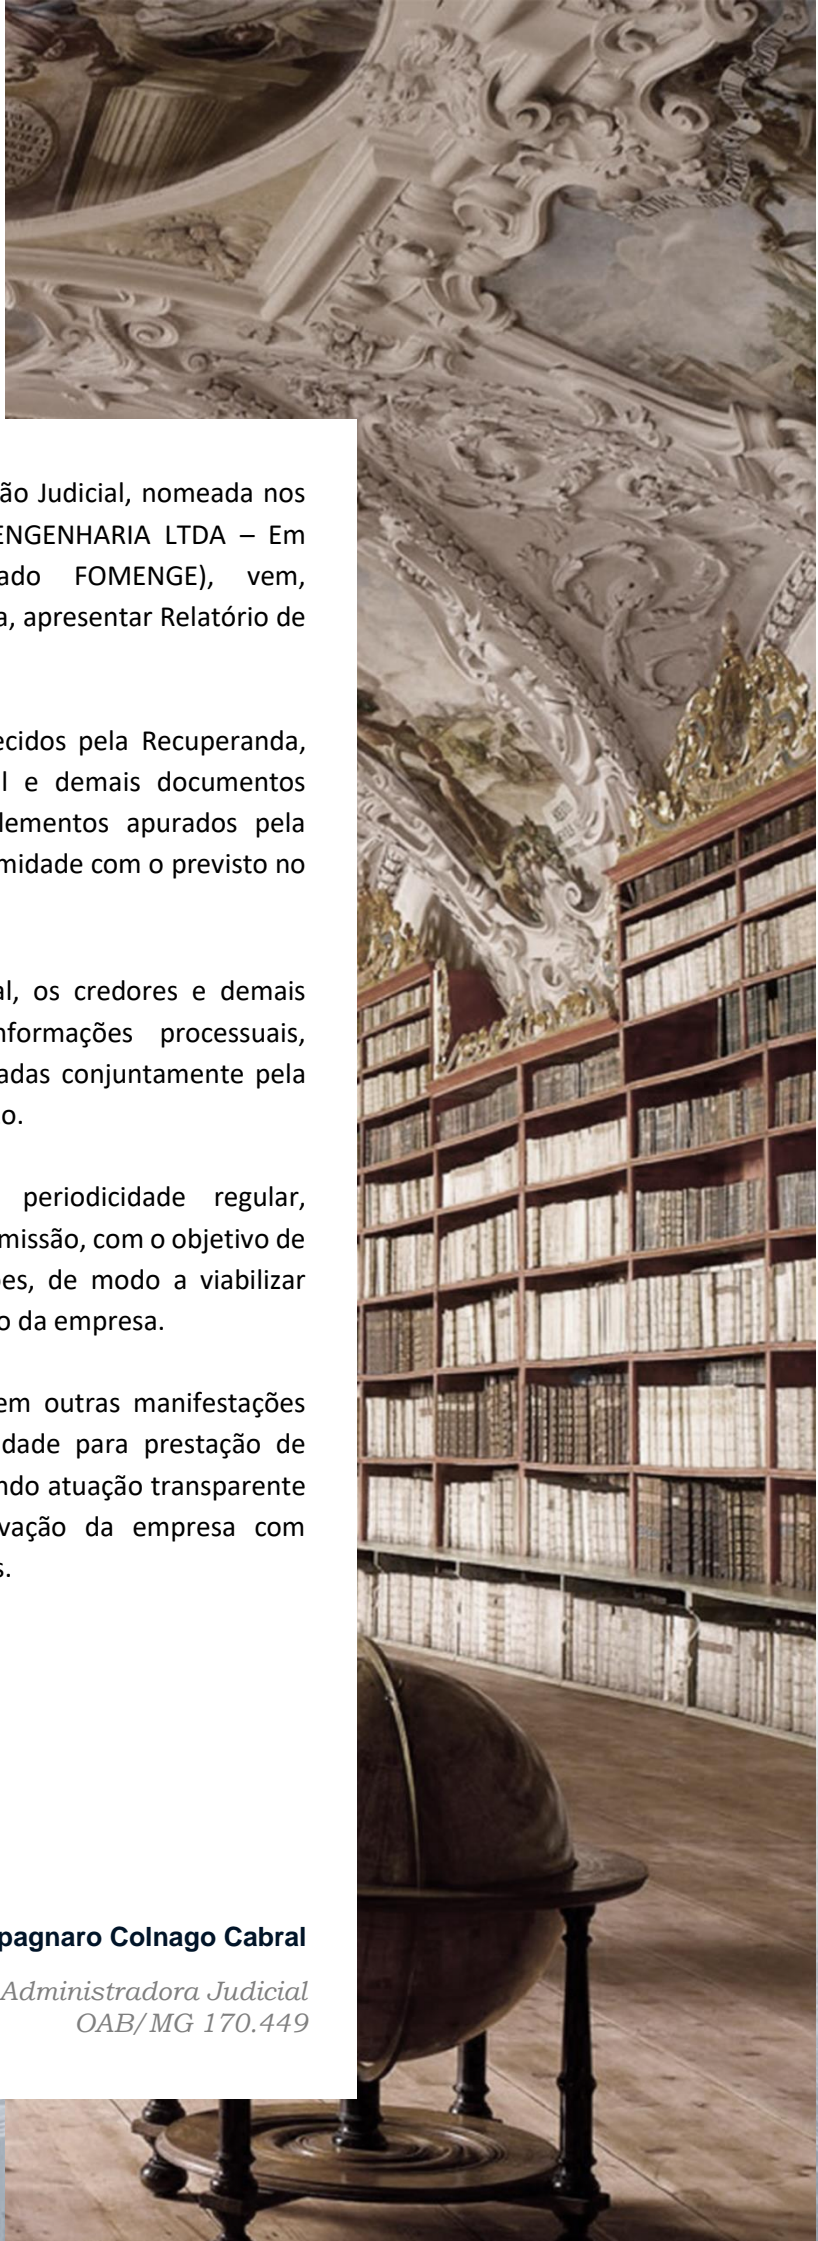 ão Judicial, nomeada nos
ENGENHARIA LTDA – Em
ado FOMENGE), vem,
a, apresentar Relatório de
ecidos pela Recuperanda,
l e demais documentos
lementos apurados pela
midade com o previsto no
al, os credores e demais
nformações processuais,
adas conjuntamente pela
o.
periodicidade regular,
missão, com o objetivo de
es, de modo a viabilizar
o da empresa.
em outras manifestações
dade para prestação de
ndo atuação transparente
vação da empresa com
s.
pagnaro Colnago Cabral
Administradora Judicial
OAB/MG 170.449